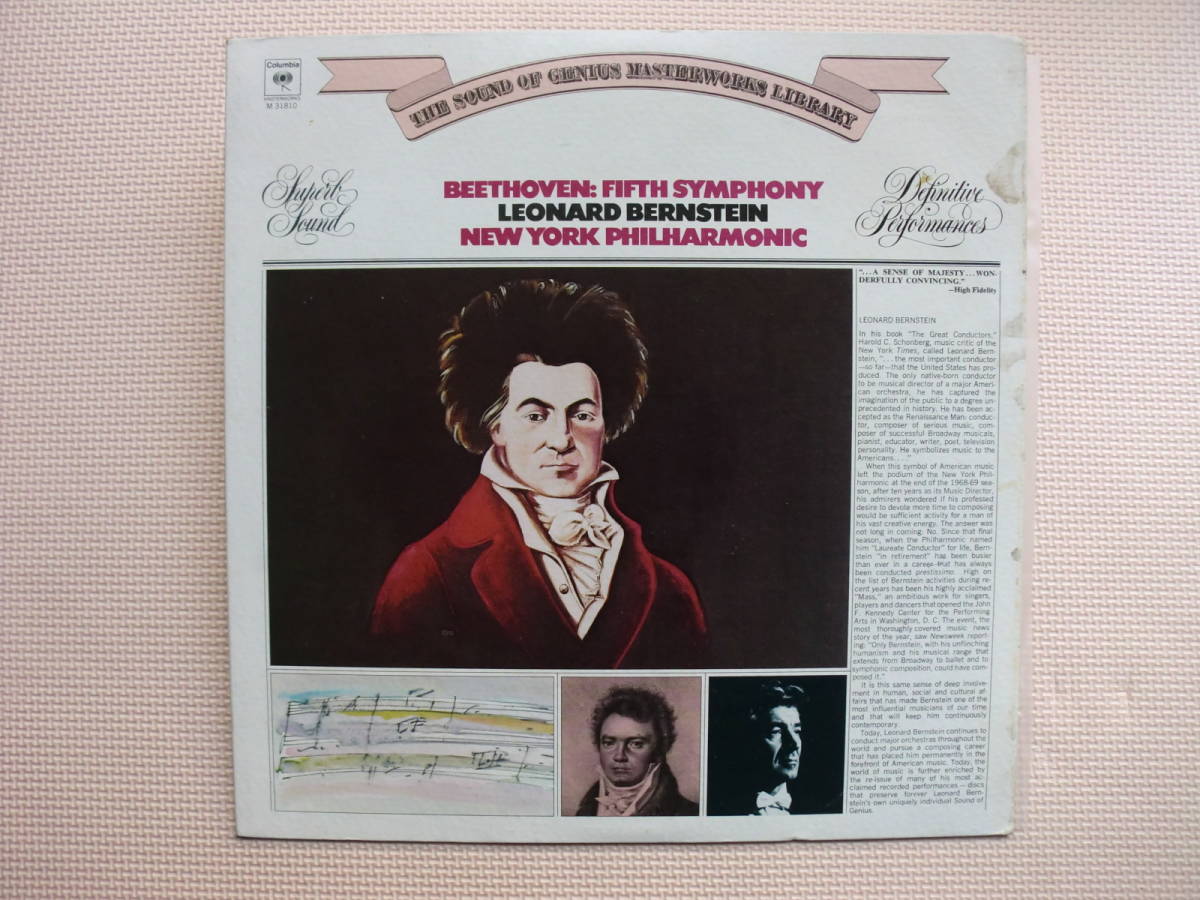 Columbia
MASTERWORKS
M 31810
THE SOUND OF GENIUS MASTERWORKS LIBRARY
Superb
Sound
BEETHOVEN: FIFTH SYMPHONY
LEONARD BERNSTEIN
NEW YORK PHILHARMONIC
Definitive
Performances
"...A SENSE OF MAJESTY...WON-
DERFULLY CONVINCING."
—High Fidelity
LEONARD BERNSTEIN
In his book "The Great Conductors,"
Harold C. Schonberg, music critic of the
New York Times, called Leonard Bern-
stein, "...the most important conductor
—so far—that the United States has pro-
duced. The only native-born conductor
to be musical director of a major Ameri-
can orchestra, he has captured the
imagination of the public to a degree un-
precedented in history. He has been ac-
cepted as the Renaissance Man: conduc-
tor, composer of serious music, com-
poser of successful Broadway musicals,
pianist, educator, writer, poet, television
personality. He symbolizes music to the
Americans...."
When this symbol of American music
left the podium of the New York Phil-
harmonic at the end of the 1968-69 sea-
son, after ten years as its Music Director,
his admirers wondered if his professed
desire to devote more time to composing
would be sufficient activity for a man of
his vast creative energy. The answer was
not long in coming: No. Since that final
season, when the Philharmonic named
him "Laureate Conductor" for life, Bern-
stein "in retirement" has been busier
than ever in a career that has always
been conducted prestissimo. High on
the list of Bernstein activities during re-
cent years has been his highly acclaimed
"Mass," an ambitious work for singers,
players and dancers that opened the John
F. Kennedy Center for the Performing
Arts in Washington, D. C. The event, the
most thoroughly covered music news
story of the year, saw Newsweek report-
ing: "Only Bernstein, with his unflinching
humanism and his musical range that
extends from Broadway to ballet and to
symphonic composition, could have com-
posed it."
It is this same sense of deep involve-
ment in human, social and cultural af-
fairs that has made Bernstein one of the
most influential musicians of our time
and that will keep him continuously
contemporary.
Today, Leonard Bernstein continues to
conduct major orchestras throughout the
world and pursue a composing career
that has placed him permanently in the
forefront of American music. Today, the
world of music is further enriched by
the re-issue of many of his most ac-
claimed recorded performances — discs
that preserve forever Leonard Bern-
stein's own uniquely individual Sound of
Genius.